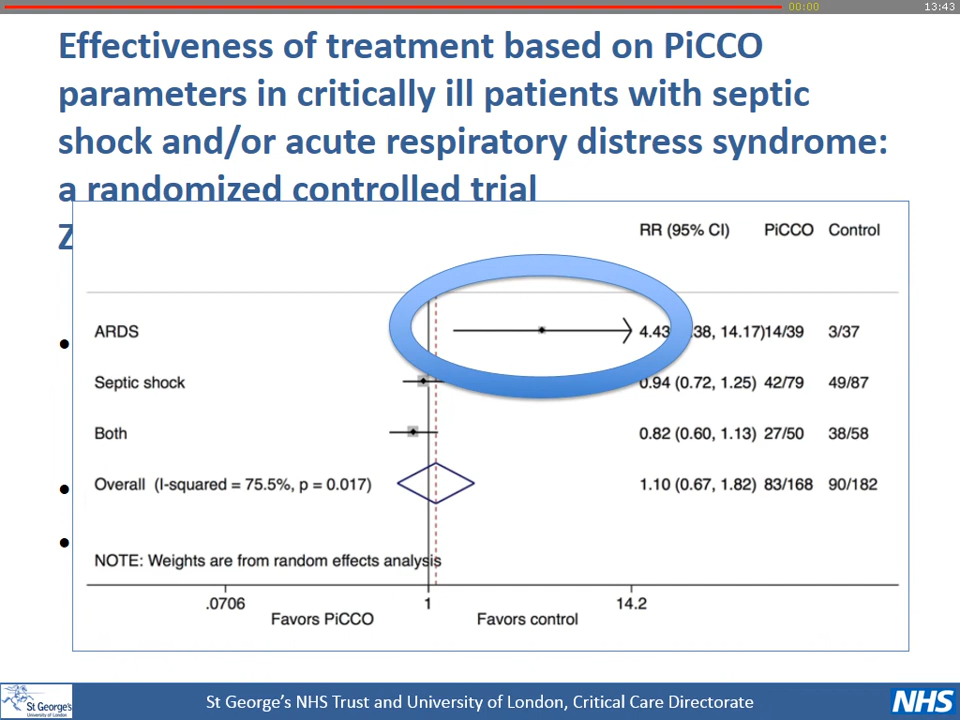 00:00 13:43
Effectiveness of treatment based on PiCCO
parameters in critically ill patients with septic
shock and/or acute respiratory distress syndrome:
a randomized controlled trial
Z
RR (95% CI) PiCCO Control
ARDS 4.43 38, 14.17) 14/39 3/37
Septic shock 0.94 (0.72, 1.25) 42/79 49/87
Both 0.82 (0.60, 1.13) 27/50 38/58
Overall (I-squared = 75.5%, p = 0.017) 1.10 (0.67, 1.82) 83/168 90/182
NOTE: Weights are from random effects analysis
.0706 1 14.2
Favors PiCCO Favors control
St George's
University of London
St George's NHS Trust and University of London, Critical Care Directorate
NHS